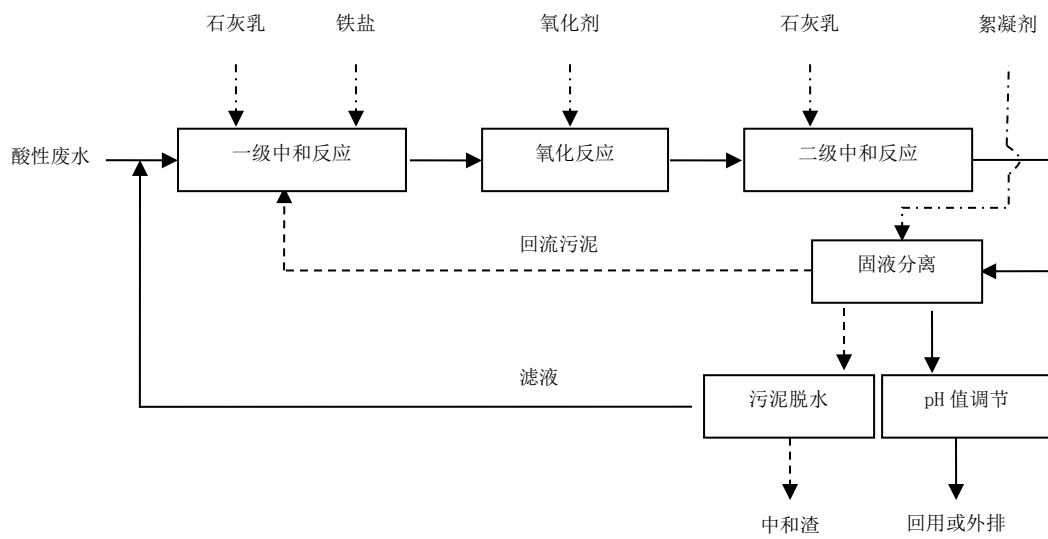 石灰乳
铁盐
氧化剂
石灰乳
絮凝剂
酸性废水
一级中和反应
氧化反应
二级中和反应
回流污泥
固液分离
滤液
污泥脱水
pH 值调节
中和渣
回用或外排